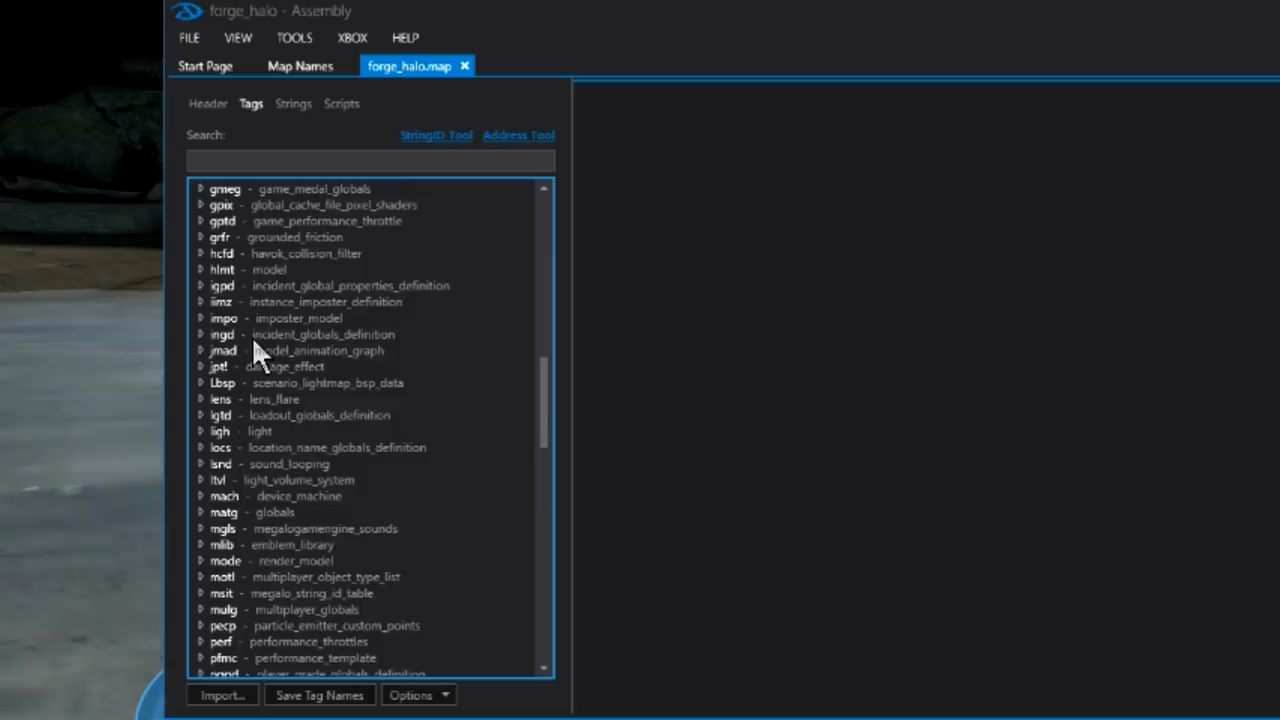 forge_halo - Assembly
FILE VIEW TOOLS XBOX HELP
Start Page Map Names forge_halo.map
Header Tags Strings Scripts
Search: StringID Tool Address Tool
gmeg - game_medal_globals
gpix - global_cache_file_pixel_shaders
gptd - game_performance_throttle
grfr - grounded_friction
hcfd - havok_collision_filter
hlmt - model
igpd - incident_global_properties_definition
iimz - instance_imposter_definition
impo - imposter_model
ingd - incident_globals_definition
jmad - model_animation_graph
jpt! - damage_effect
Lbsp - scenario_lightmap_bsp_data
lens - lens_flare
lgtd - loadout_globals_definition
ligh - light
locs - location_name_globals_definition
lsnd - sound_looping
ltvl - light_volume_system
mach - device_machine
matg - globals
mgls - megalogamengine_sounds
mlib - emblem_library
mode - render_model
motl - multiplayer_object_type_list
msit - megalo_string_id_table
mulg - multiplayer_globals
pecp - particle_emitter_custom_points
perf - performance_throttles
pfmc - performance_template
pggd - player_grade_globals_definition
Import... Save Tag Names Options